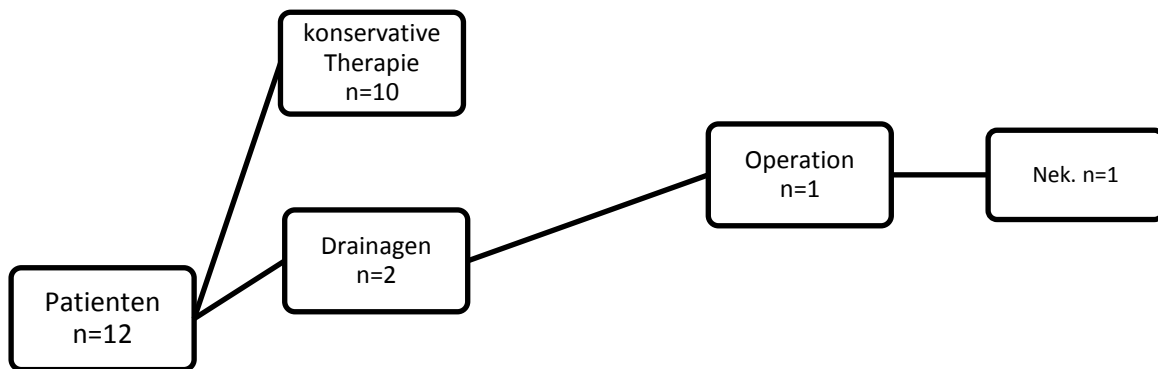 konservative
Therapie
n=10
Operation
n=1
Nek. n=1
Drainagen
n=2
Patienten
n=12